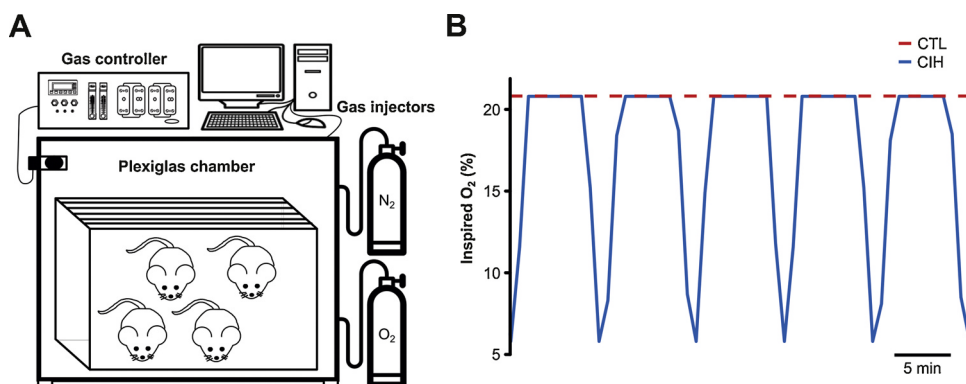 A
Gas controller
Gas injectors
Plexiglas chamber
N₂
O₂
B
CTL
CIH
20
15
10
5
Inspired O₂ (%)
5 min